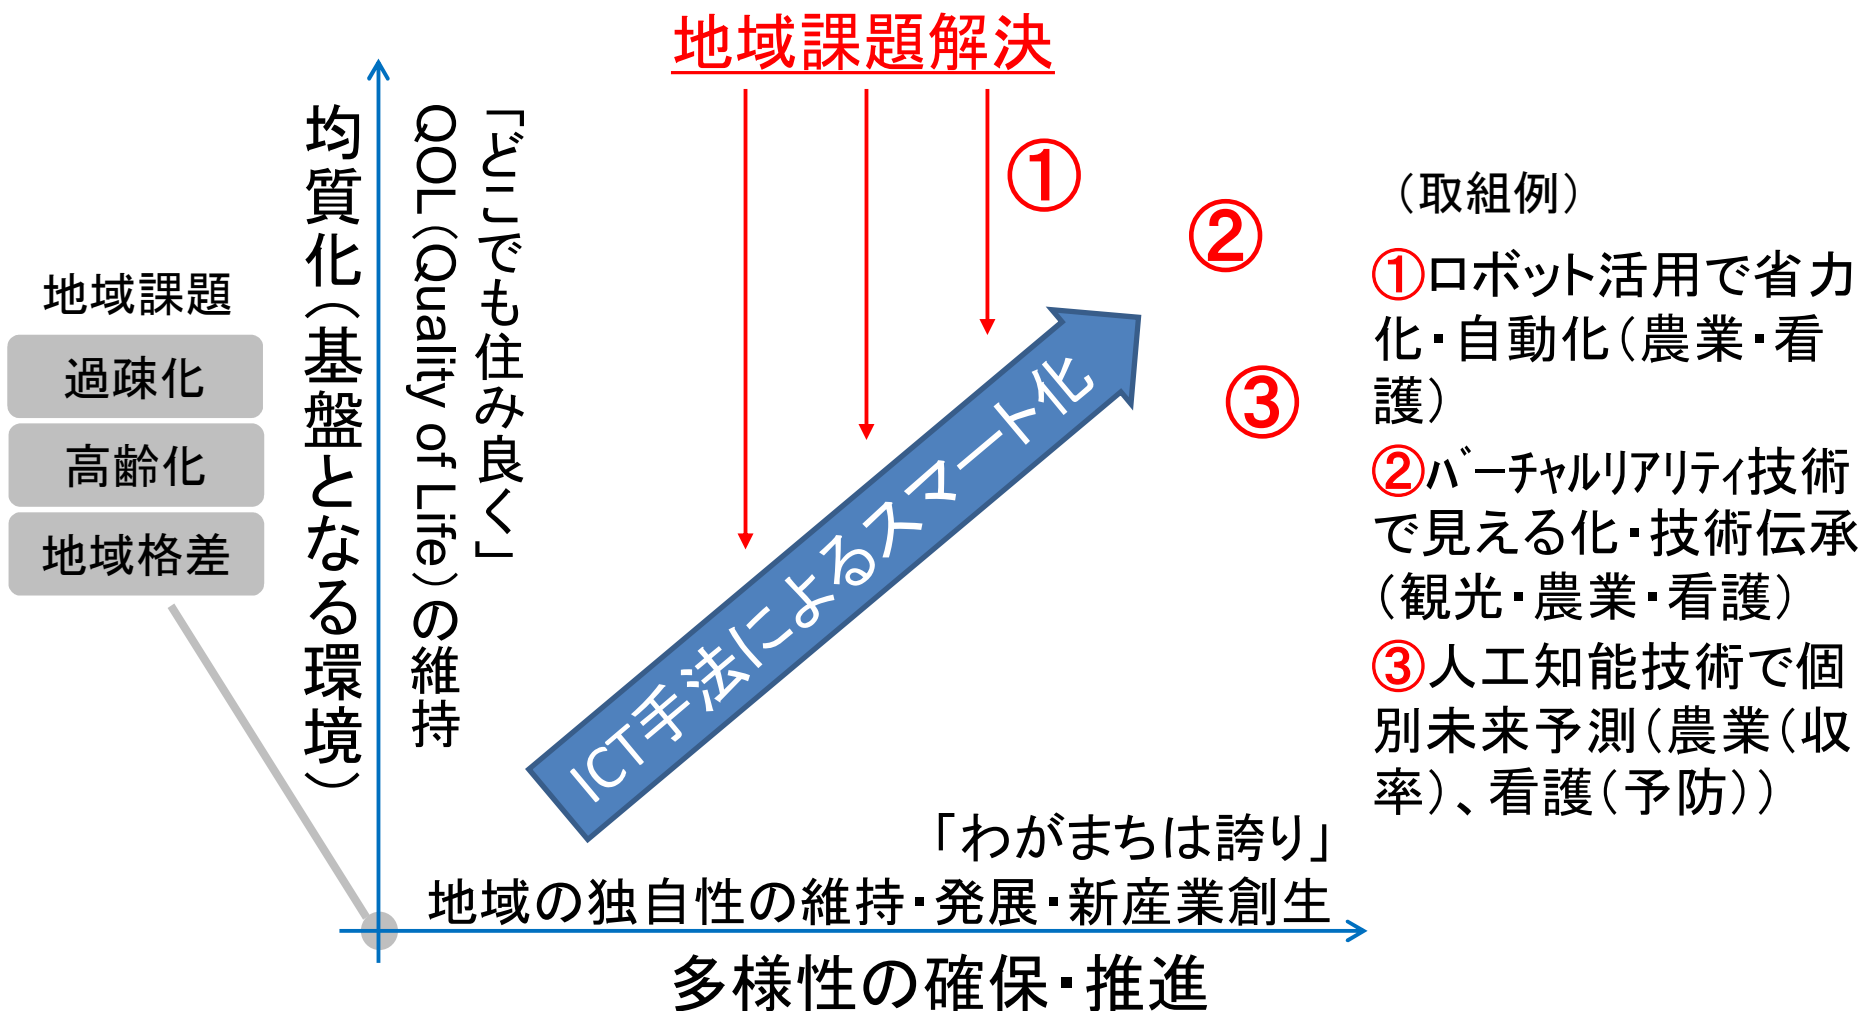 地域課題解決
地域課題
過疎化
高齢化
地域格差
均質化（基盤となる環境）
「どこでも住み良く」
QOL（Quality of Life）の維持
①
②
③
ICT手法によるスマート化
「わがまちは誇り」
地域の独自性の維持・発展・新産業創生
多様性の確保・推進
（取組例）
①ロボット活用で省力
化・自動化（農業・看
護）
②バーチャルリアリティ技術
で見える化・技術伝承
（観光・農業・看護）
③人工知能技術で個
別未来予測（農業（収
率）、看護（予防））